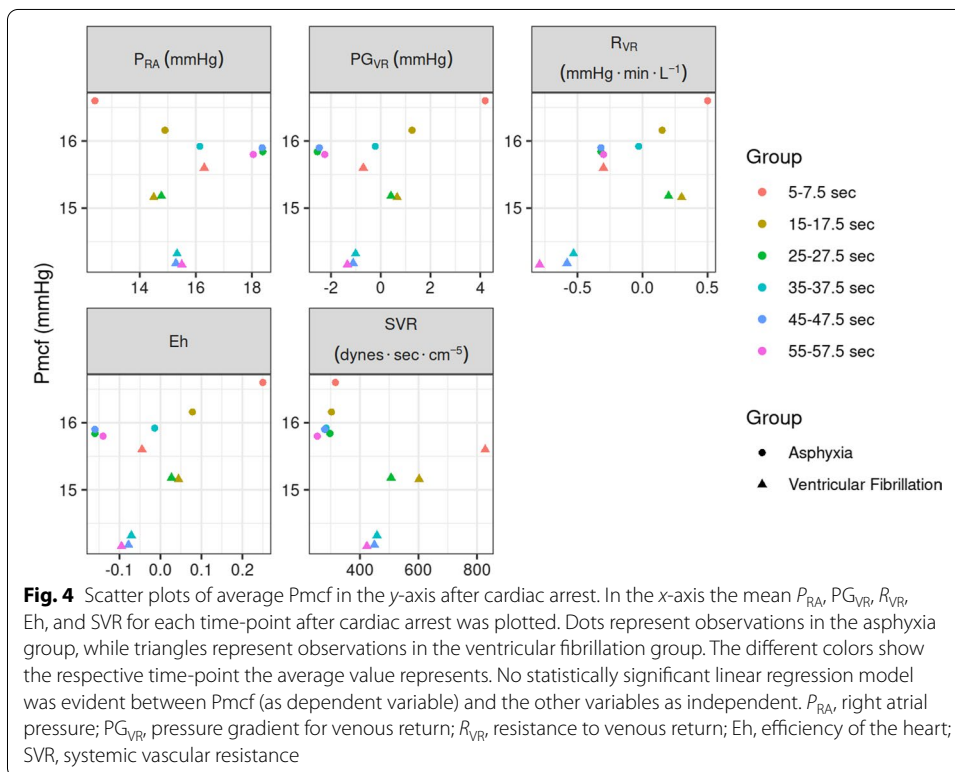 P_RA (mmHg)
PG_VR (mmHg)
R_VR
(mmHg · min · L⁻¹)
16
15
14
16
18
-2
0
2
4
-0.5
0.0
0.5
Pmcf (mmHg)
Eh
SVR
(dynes · sec · cm⁻⁵)
16
15
-0.1
0.0
0.1
0.2
400
600
800
Group
5-7.5 sec
15-17.5 sec
25-27.5 sec
35-37.5 sec
45-47.5 sec
55-57.5 sec
Group
Asphyxia
Ventricular Fibrillation
Fig. 4 Scatter plots of average Pmcf in the y-axis after cardiac arrest. In the x-axis the mean P_RA, PG_VR, R_VR,
Eh, and SVR for each time-point after cardiac arrest was plotted. Dots represent observations in the asphyxia
group, while triangles represent observations in the ventricular fibrillation group. The different colors show
the respective time-point the average value represents. No statistically significant linear regression model
was evident between Pmcf (as dependent variable) and the other variables as independent. P_RA, right atrial
pressure; PG_VR, pressure gradient for venous return; R_VR, resistance to venous return; Eh, efficiency of the heart;
SVR, systemic vascular resistance